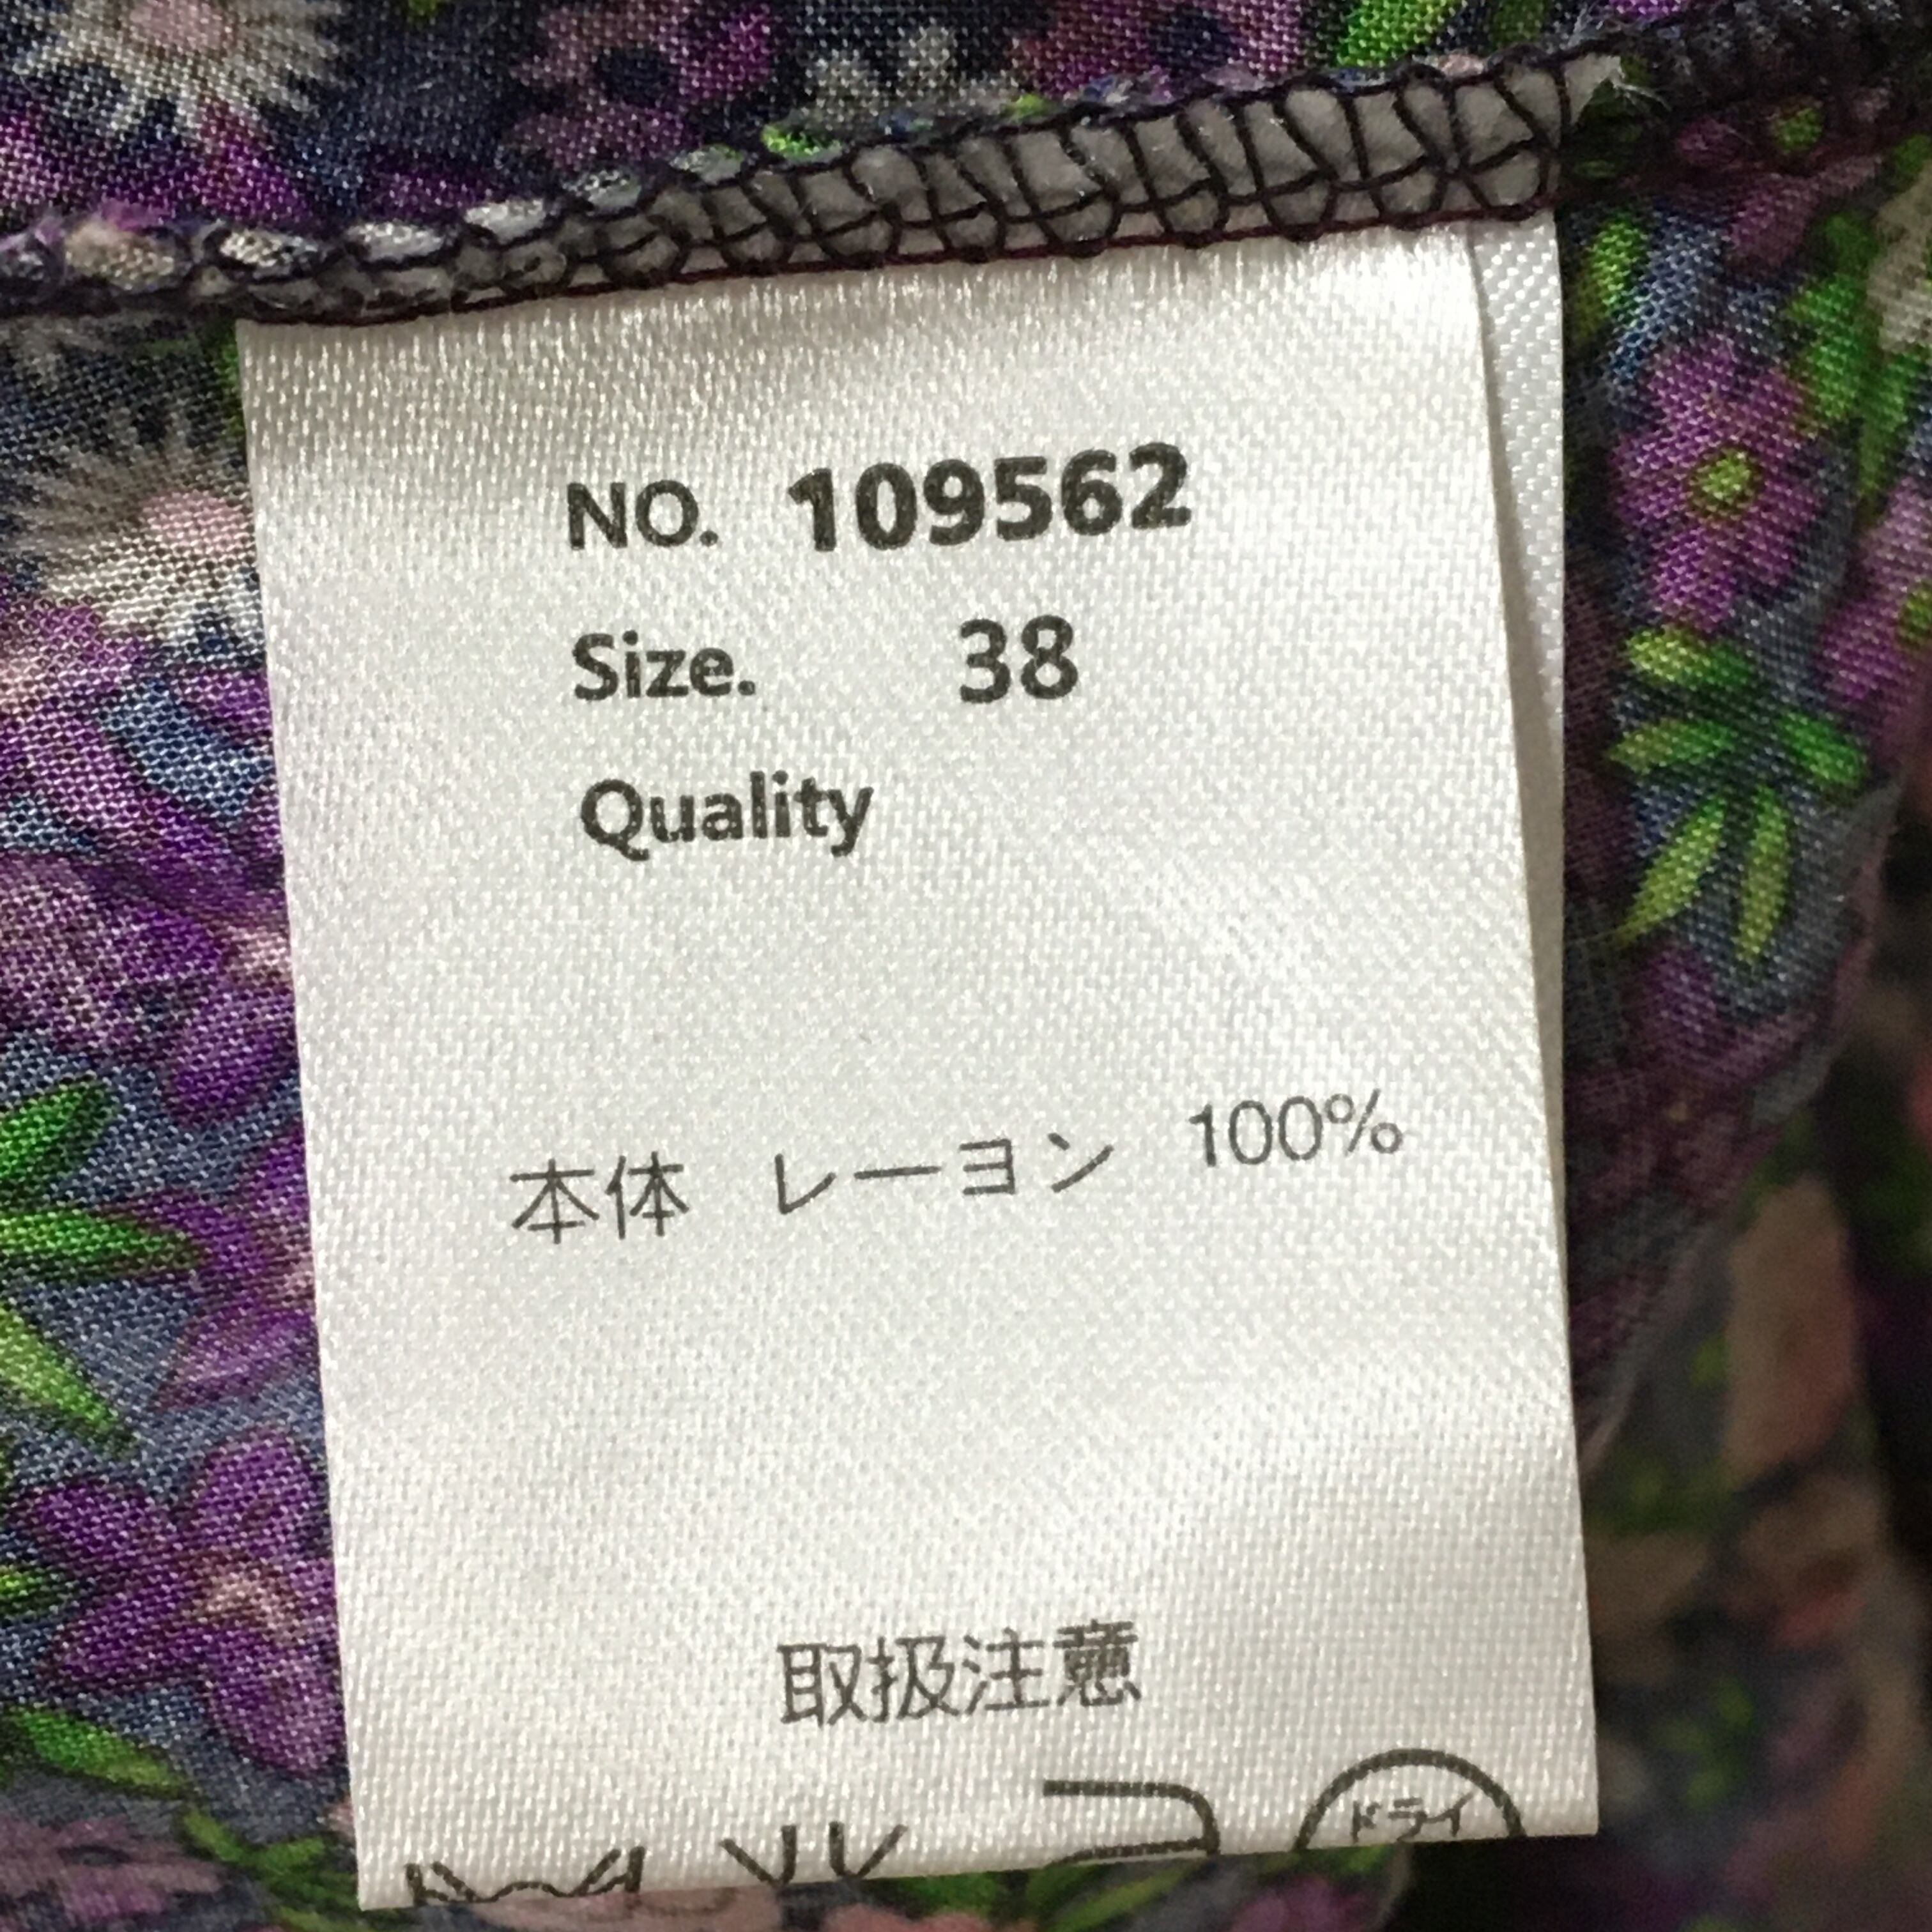 NO. 109562
Size. 38
Quality
本体 レーヨン 100%
取扱注意
ドライ